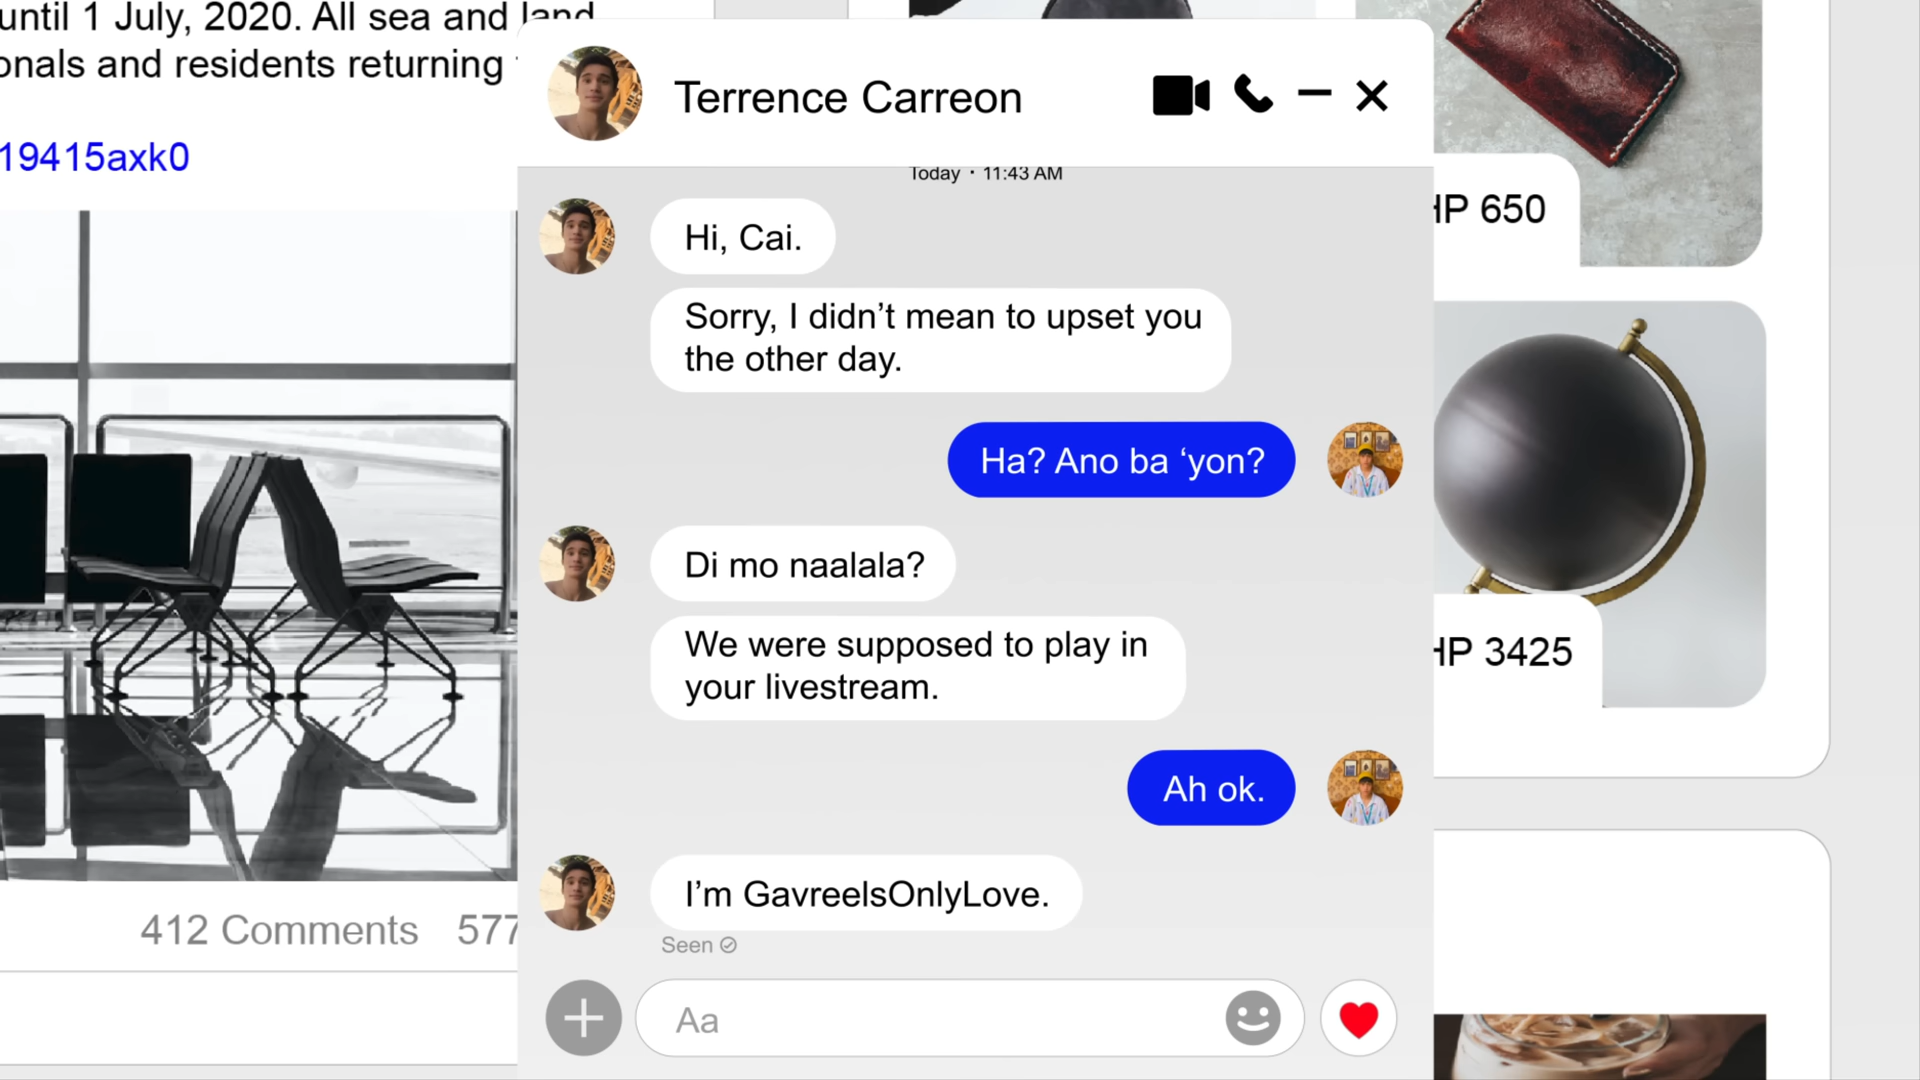 until 1 July, 2020. All sea and land
onals and residents returning
19415axk0
412 Comments 577
Terrence Carreon
Today · 11:43 AM
Hi, Cai.
Sorry, I didn’t mean to upset you
the other day.
Ha? Ano ba ‘yon?
Di mo naalala?
We were supposed to play in
your livestream.
Ah ok.
I’m GavreelsOnlyLove.
Seen
Aa
HP 650
HP 3425